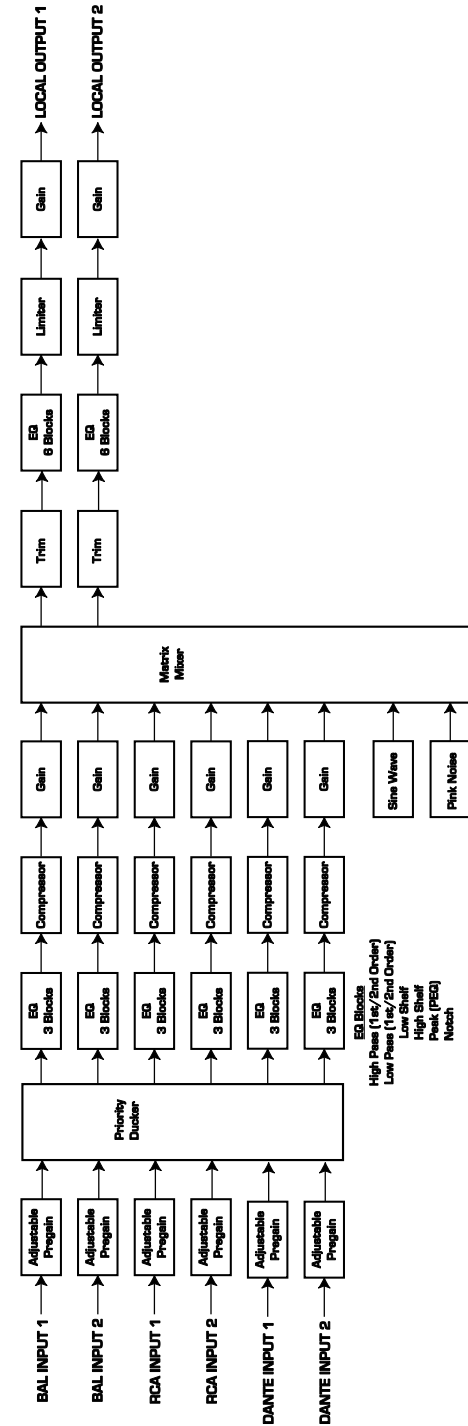 BAL INPUT 1
Adjustable
Pregain
BAL INPUT 2
Adjustable
Pregain
RCA INPUT 1
Adjustable
Pregain
RCA INPUT 2
Adjustable
Pregain
DANTE INPUT 1
Adjustable
Pregain
DANTE INPUT 2
Adjustable
Pregain
Priority
Ducker
EQ
3 Blocks
Compressor
Gain
EQ
3 Blocks
Compressor
Gain
EQ
3 Blocks
Compressor
Gain
EQ
3 Blocks
Compressor
Gain
EQ
3 Blocks
Compressor
Gain
EQ
3 Blocks
Compressor
Gain
EQ Blocks
High Pass (1st/2nd Order)
Low Pass (1st/2nd Order)
Low Shelf
High Shelf
Peak (PEQ)
Notch
Sine Wave
Pink Noise
Matrix
Mixer
Trim
EQ
6 Blocks
Limiter
Gain
LOCAL OUTPUT 1
Trim
EQ
6 Blocks
Limiter
Gain
LOCAL OUTPUT 2